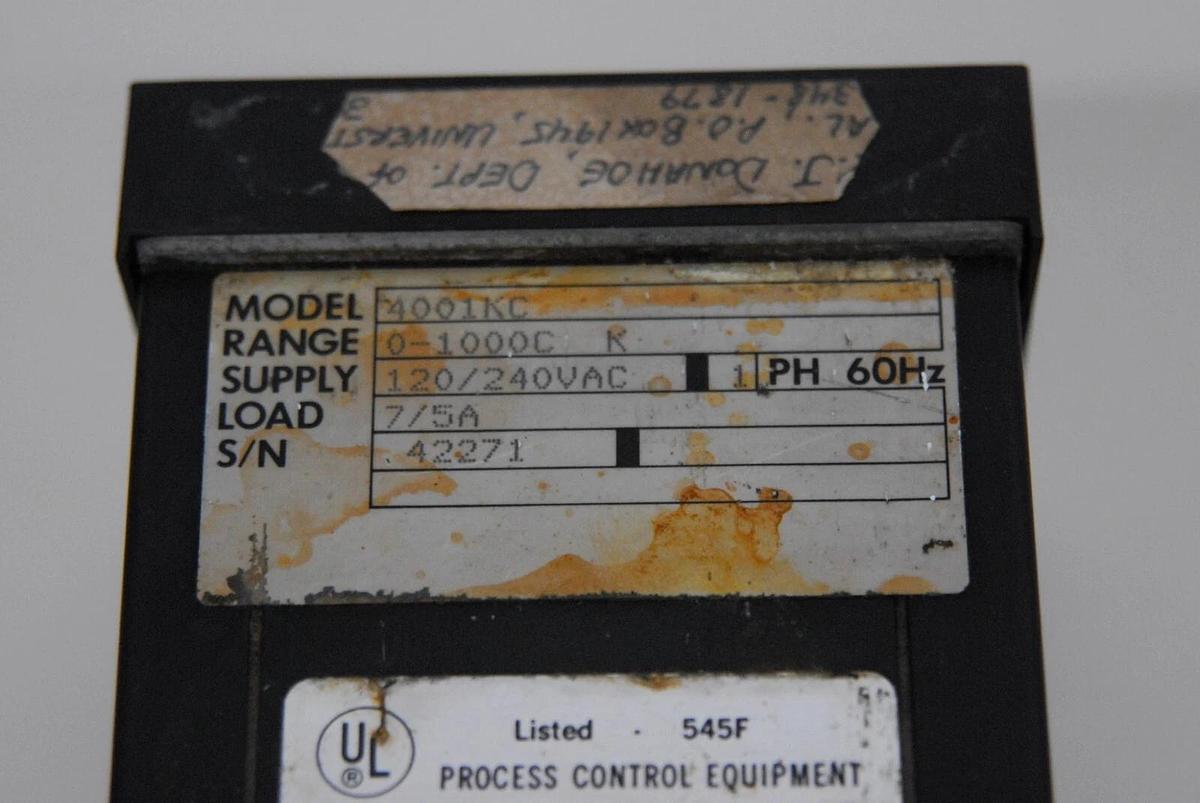 J. DONAHOE, DEPT. of
AL., P.O. BOX 1945, UNIVERSI
348-1879
MODEL 4001KC
RANGE 0-1000C K
SUPPLY 120/240VAC 1 PH 60Hz
LOAD 7/5A
S/N 42271
UL ®
Listed - 545F
PROCESS CONTROL EQUIPMENT